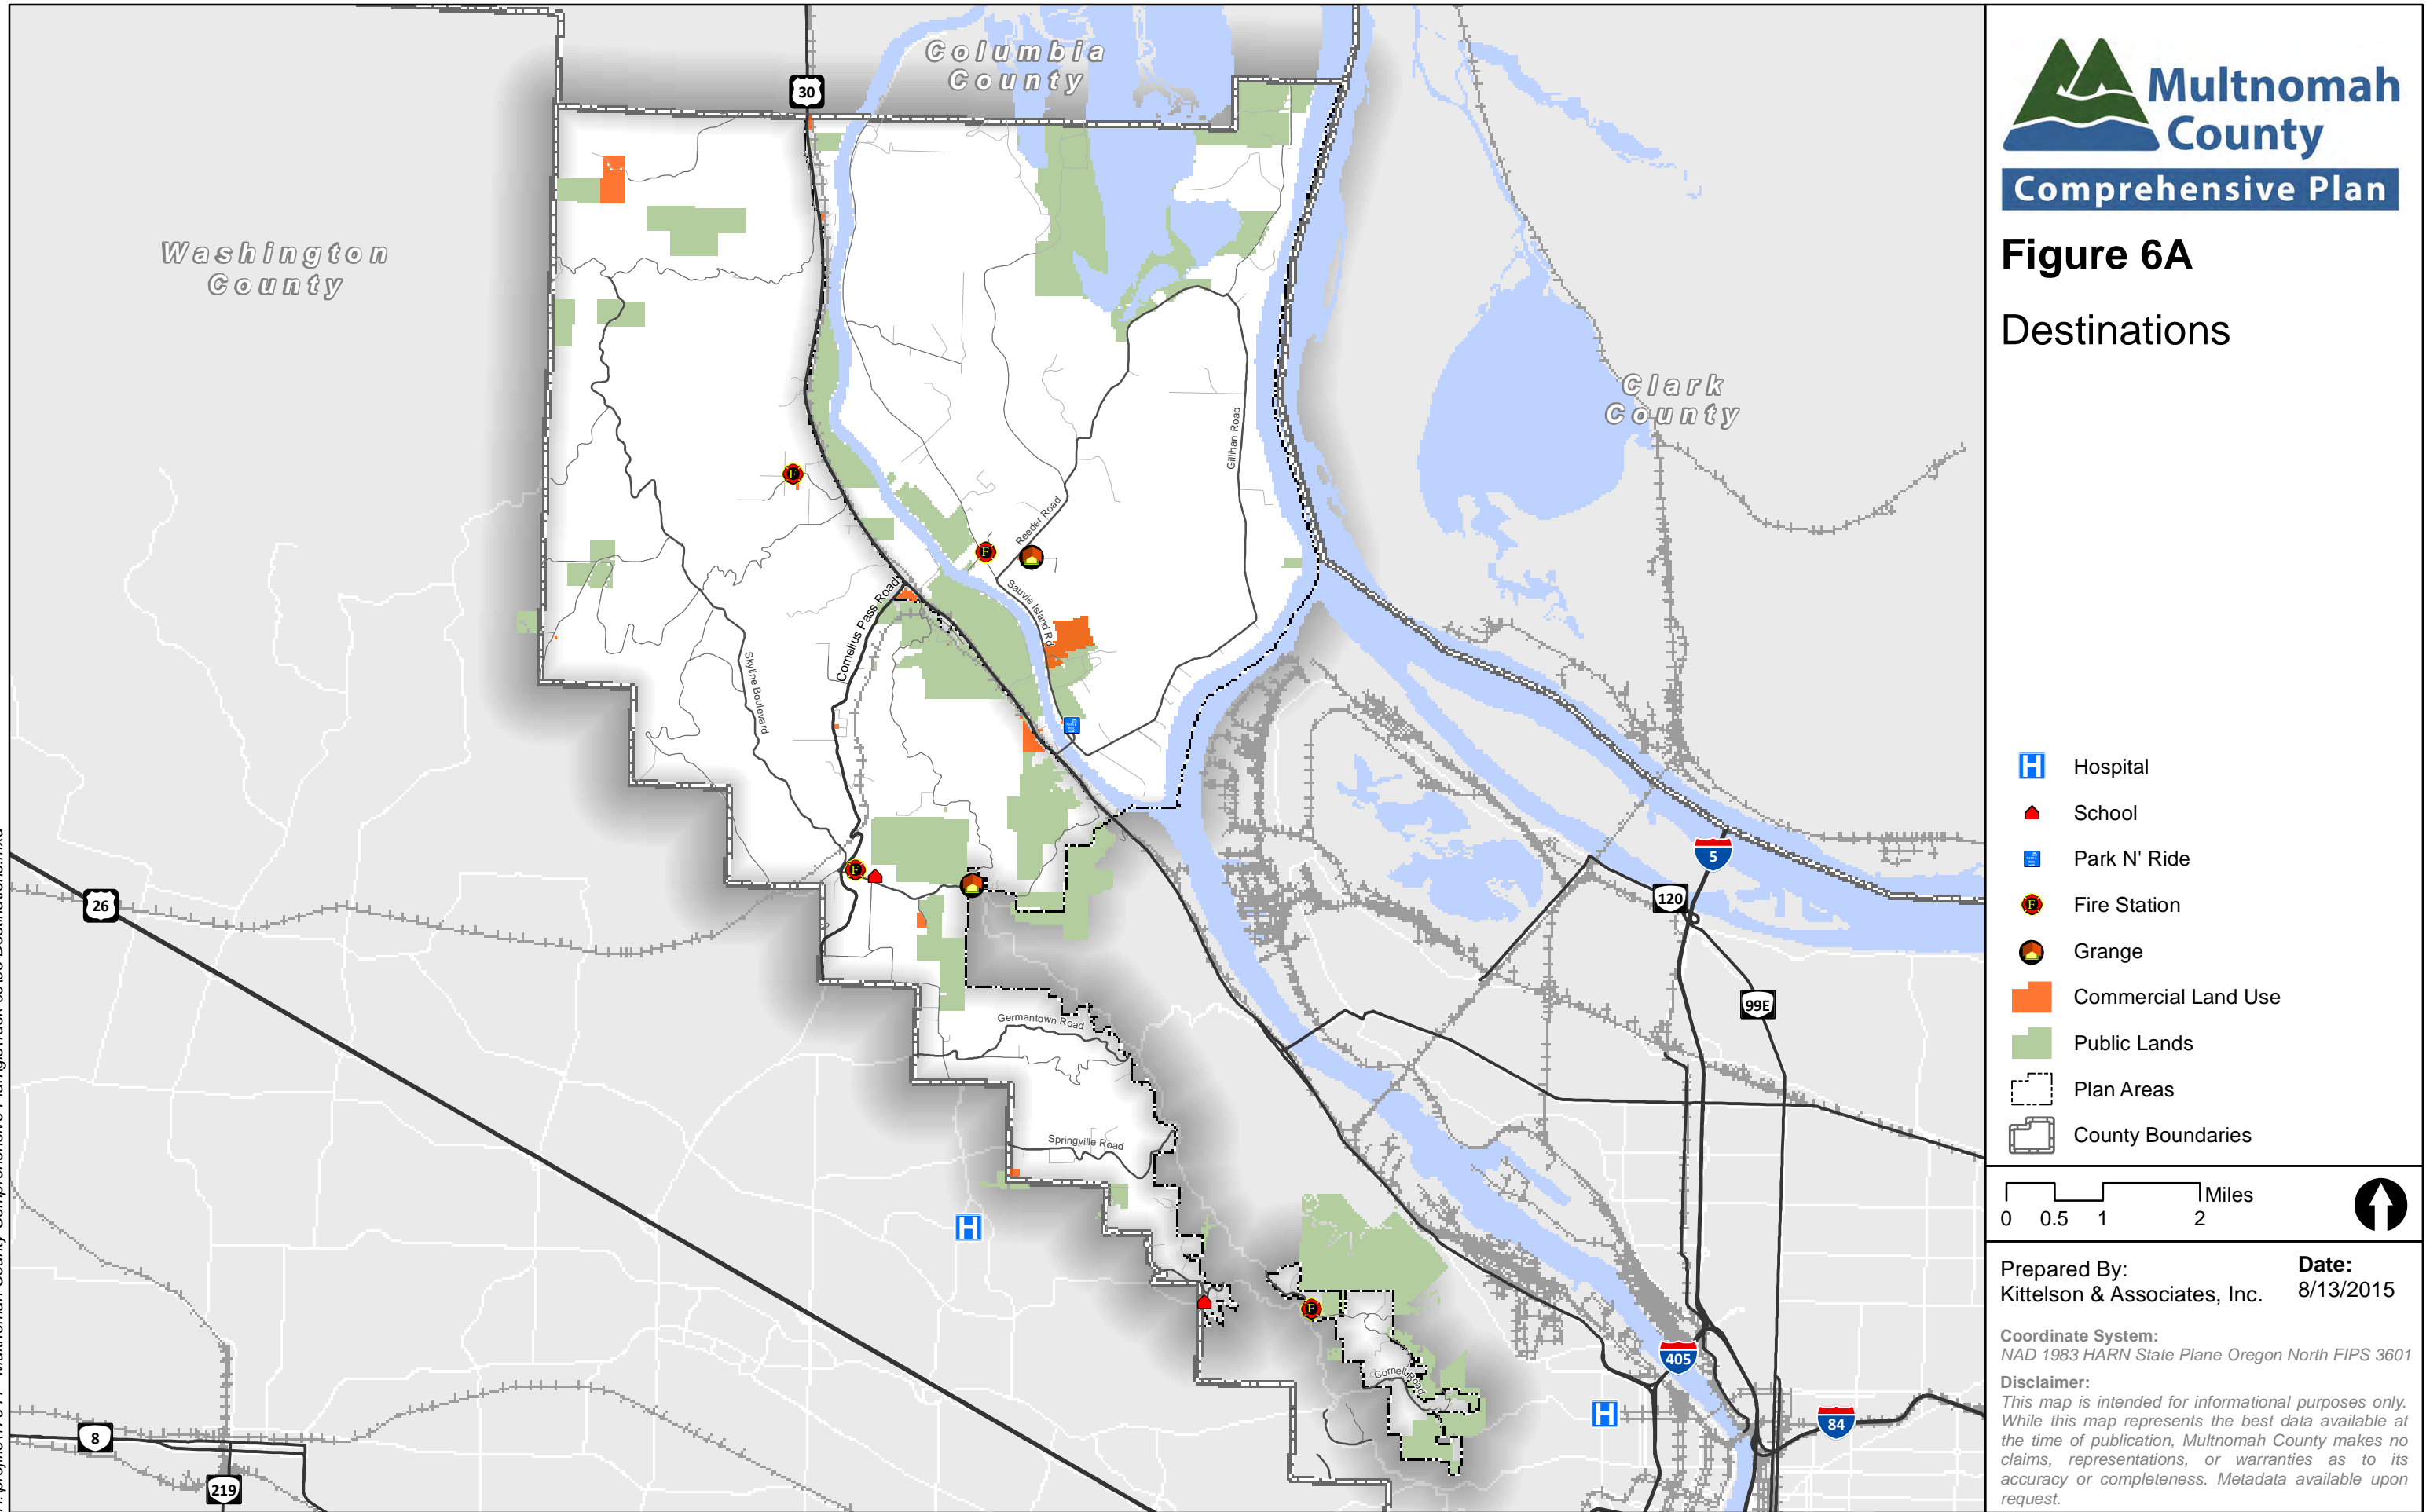 Columbia
County
30
Washington
County
Clark
County
Gillihan Road
Reeder Road
Sauvie Island Rd
Cornelius Pass Road
Skyline Boulevard
26
5
120
99E
Germantown Road
Springville Road
Cornell Road
405
84
8
219
F
F
F
F
H
H
Multnomah
County
Comprehensive Plan
Figure 6A
Destinations
H Hospital
School
Park N' Ride
F Fire Station
Grange
Commercial Land Use
Public Lands
Plan Areas
County Boundaries
Miles
0 0.5 1 2
Prepared By:
Kittelson & Associates, Inc.
Date:
8/13/2015
Coordinate System:
NAD 1983 HARN State Plane Oregon North FIPS 3601
Disclaimer:
This map is intended for informational purposes only.
While this map represents the best data available at
the time of publication, Multnomah County makes no
claims, representations, or warranties as to its
accuracy or completeness. Metadata available upon
request.